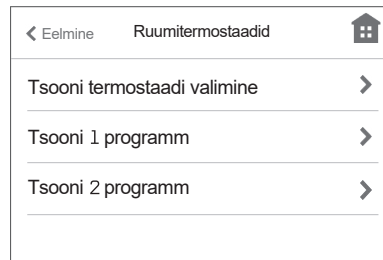 Eelmine Ruumitermostaadid
Tsooni termostaadi valimine
Tsooni 1 programm
Tsooni 2 programm